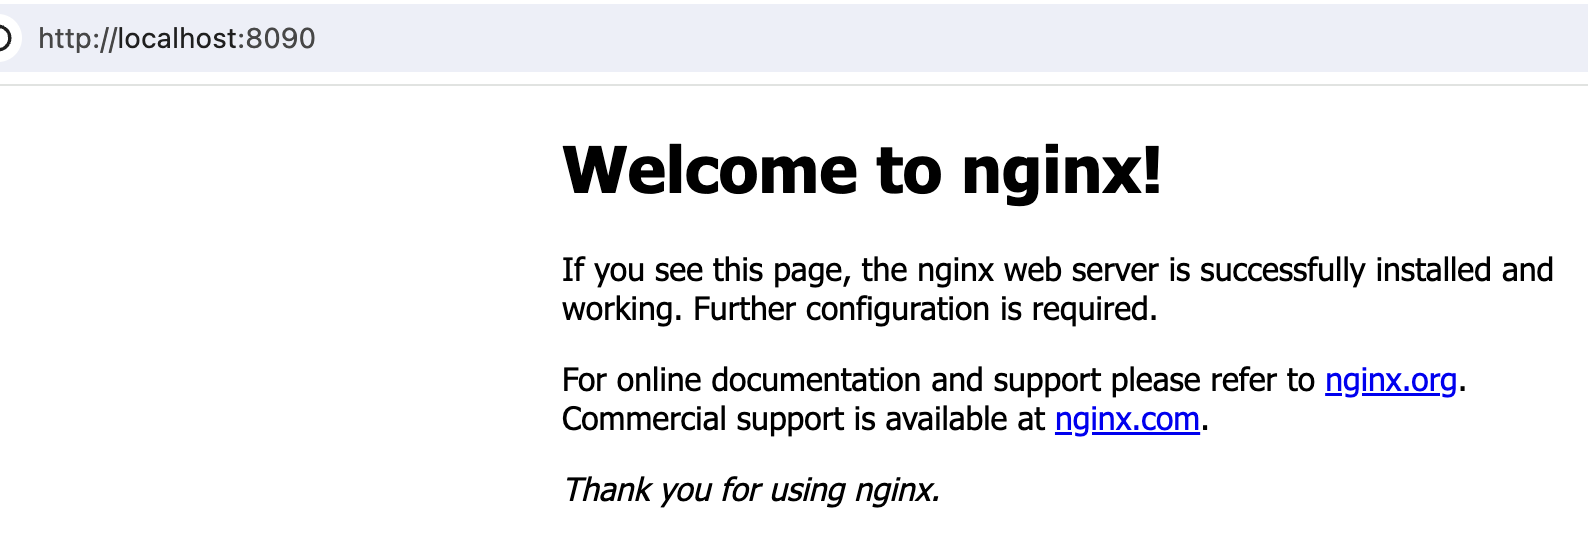 http://localhost:8090
Welcome to nginx!
If you see this page, the nginx web server is successfully installed and
working. Further configuration is required.
For online documentation and support please refer to nginx.org.
Commercial support is available at nginx.com.
Thank you for using nginx.